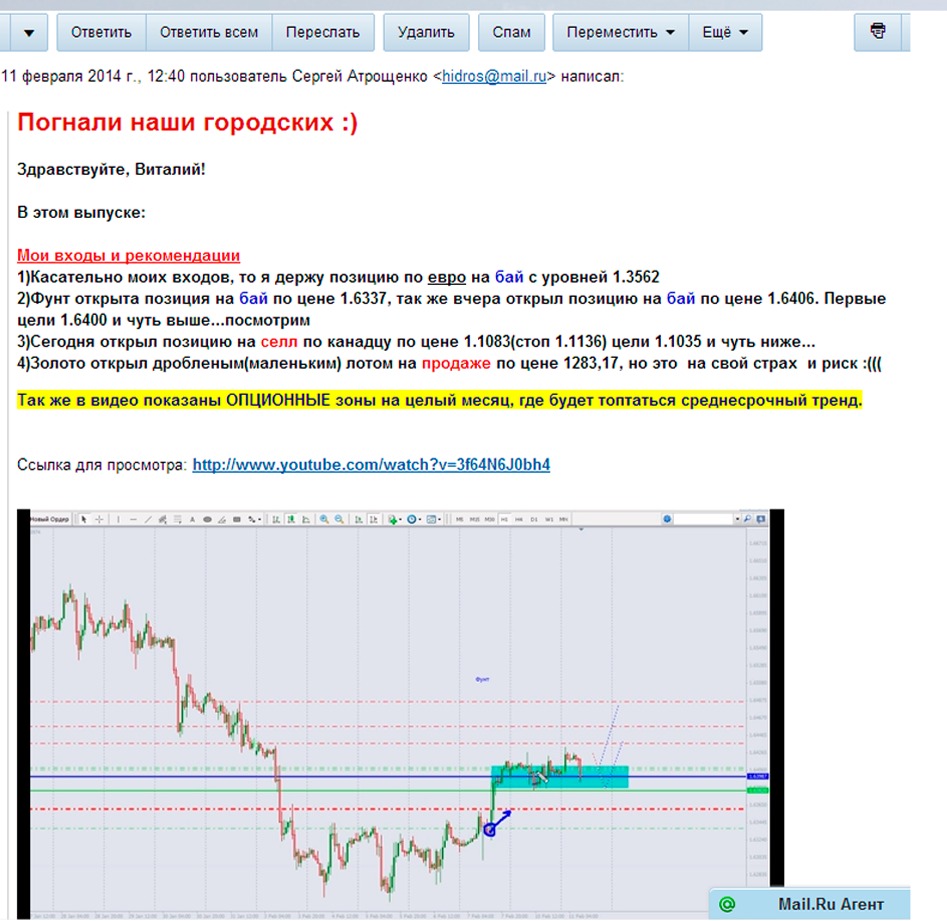 Ответить Ответить всем Переслать Удалить Спам Переместить Ещё
11 февраля 2014 г., 12:40 пользователь Сергей Атрощенко <hidros@mail.ru> написал:
Погнали наши городских :)
Здравствуйте, Виталий!
В этом выпуске:
Мои входы и рекомендации
1)Касательно моих входов, то я держу позицию по евро на бай с уровней 1.3562
2)Фунт открыта позиция на бай по цене 1.6337, так же вчера открыл позицию на бай по цене 1.6406. Первые
цели 1.6400 и чуть выше...посмотрим
3)Сегодня открыл позицию на селл по канадцу по цене 1.1083(стоп 1.1136) цели 1.1035 и чуть ниже...
4)Золото открыл дробленым(маленьким) лотом на продаже по цене 1283,17, но это на свой страх и риск :(((
Так же в видео показаны ОПЦИОННЫЕ зоны на целый месяц, где будет топтаться среднесрочный тренд.
Ссылка для просмотра: http://www.youtube.com/watch?v=3f64N6J0bh4
Новый Ордер M5 M15 M30 H1 H4 D1 W1 MN
Фунт
Mail.Ru Агент